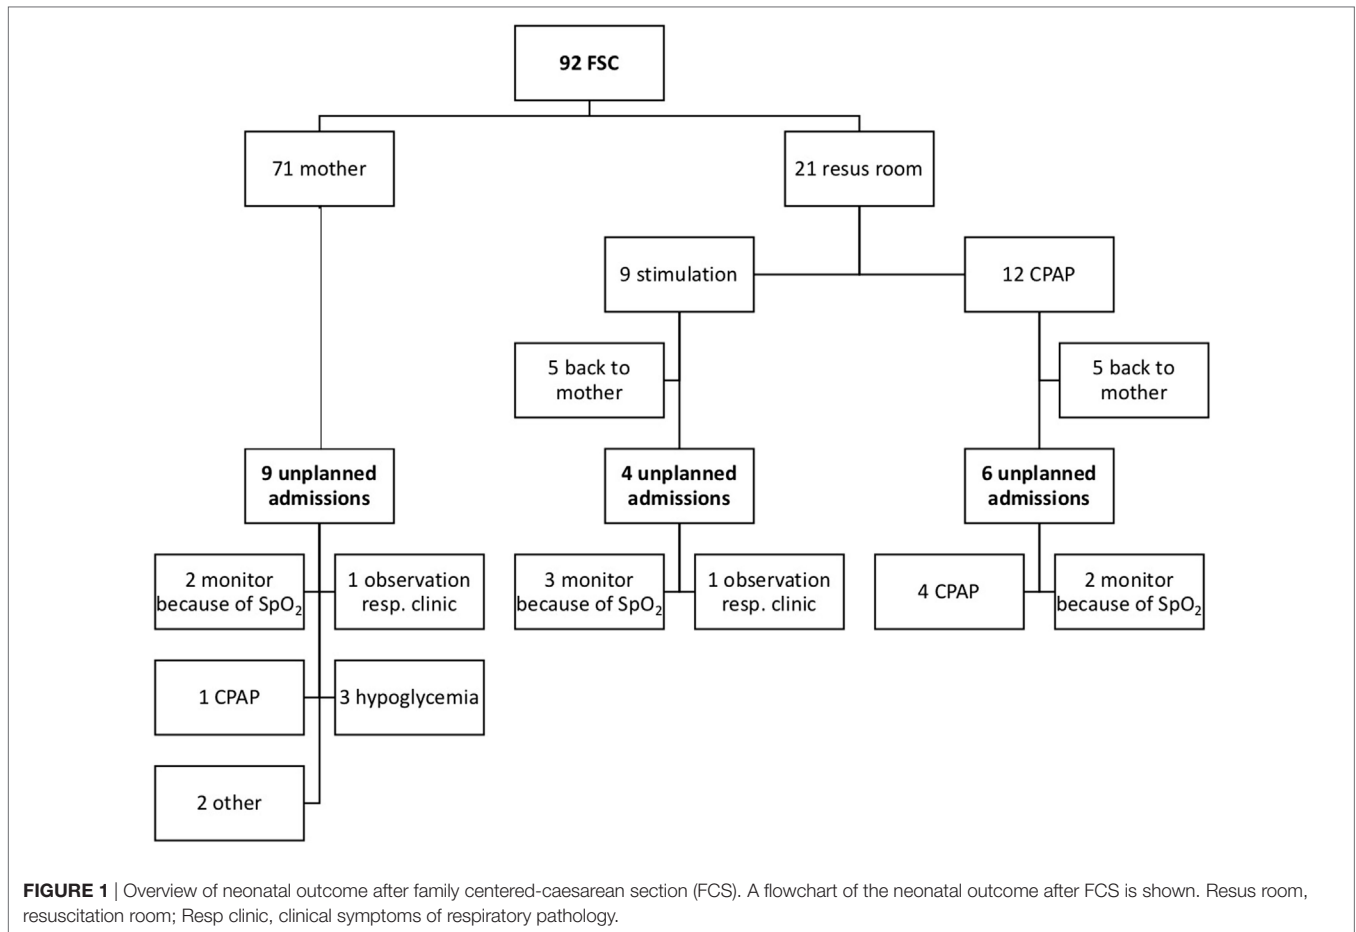 92 FSC
71 mother
21 resus room
9 stimulation
12 CPAP
5 back to
mother
5 back to
mother
9 unplanned
admissions
4 unplanned
admissions
6 unplanned
admissions
2 monitor
because of SpO₂
1 observation
resp. clinic
3 monitor
because of SpO₂
1 observation
resp. clinic
4 CPAP
2 monitor
because of SpO₂
1 CPAP
3 hypoglycemia
2 other
FIGURE 1 | Overview of neonatal outcome after family centered-caesarean section (FCS). A flowchart of the neonatal outcome after FCS is shown. Resus room,
resuscitation room; Resp clinic, clinical symptoms of respiratory pathology.